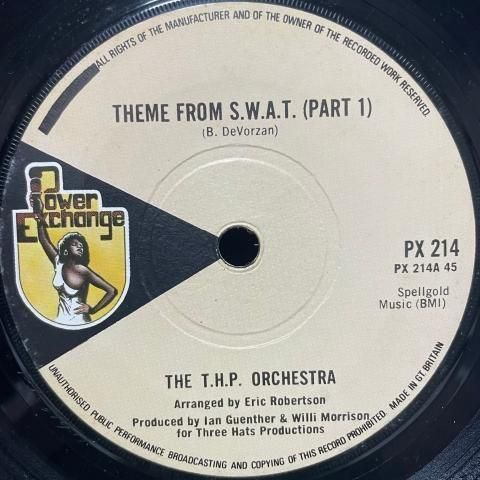 ALL RIGHTS OF THE MANUFACTURER AND OF THE OWNER OF THE RECORDED WORK RESERVED.
THEME FROM S.W.A.T. (PART 1)
(B. DeVorzan)
Power
Exchange
PX 214
PX 214A 45
Spellgold
Music (BMI)
THE T.H.P. ORCHESTRA
Arranged by Eric Robertson
Produced by Ian Guenther & Willi Morrison
for Three Hats Productions
UNAUTHORISED PUBLIC PERFORMANCE BROADCASTING AND COPYING OF THIS RECORD PROHIBITED. MADE IN GT BRITAIN